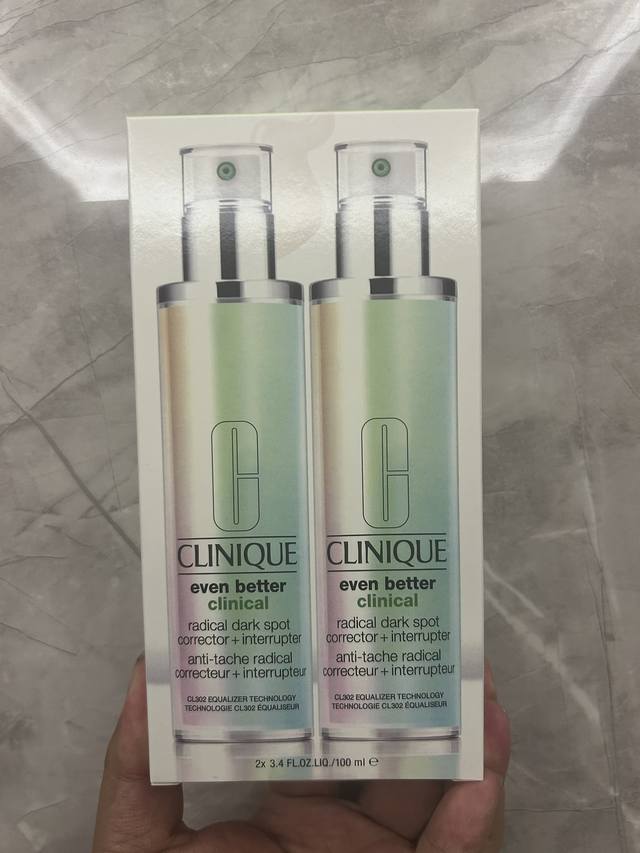 CLINIQUE
even better
clinical
radical dark spot
corrector + interrupter
anti-tache radical
correcteur + interrupteur
CL302 EQUALIZER TECHNOLOGY
TECHNOLOGIE CL302 ÉQUALISEUR
CLINIQUE
even better
clinical
radical dark spot
corrector + interrupter
anti-tache radical
correcteur + interrupteur
CL302 EQUALIZER TECHNOLOGY
TECHNOLOGIE CL302 ÉQUALISEUR
2x 3.4 FL.OZ.LIQ./100 ml ℮